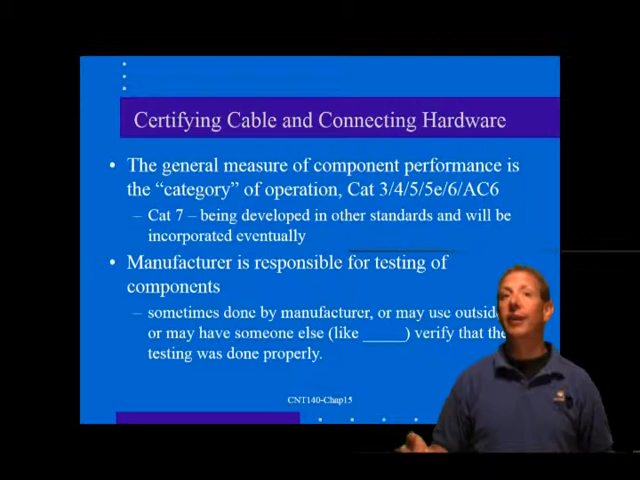 Certifying Cable and Connecting Hardware
• The general measure of component performance is
the “category” of operation, Cat 3/4/5/5e/6/AC6
– Cat 7 – being developed in other standards and will be
incorporated eventually
• Manufacturer is responsible for testing of
components
– sometimes done by manufacturer, or may use
or may have someone else (like _____) verify that
testing was done properly.
CNT140-Chap15